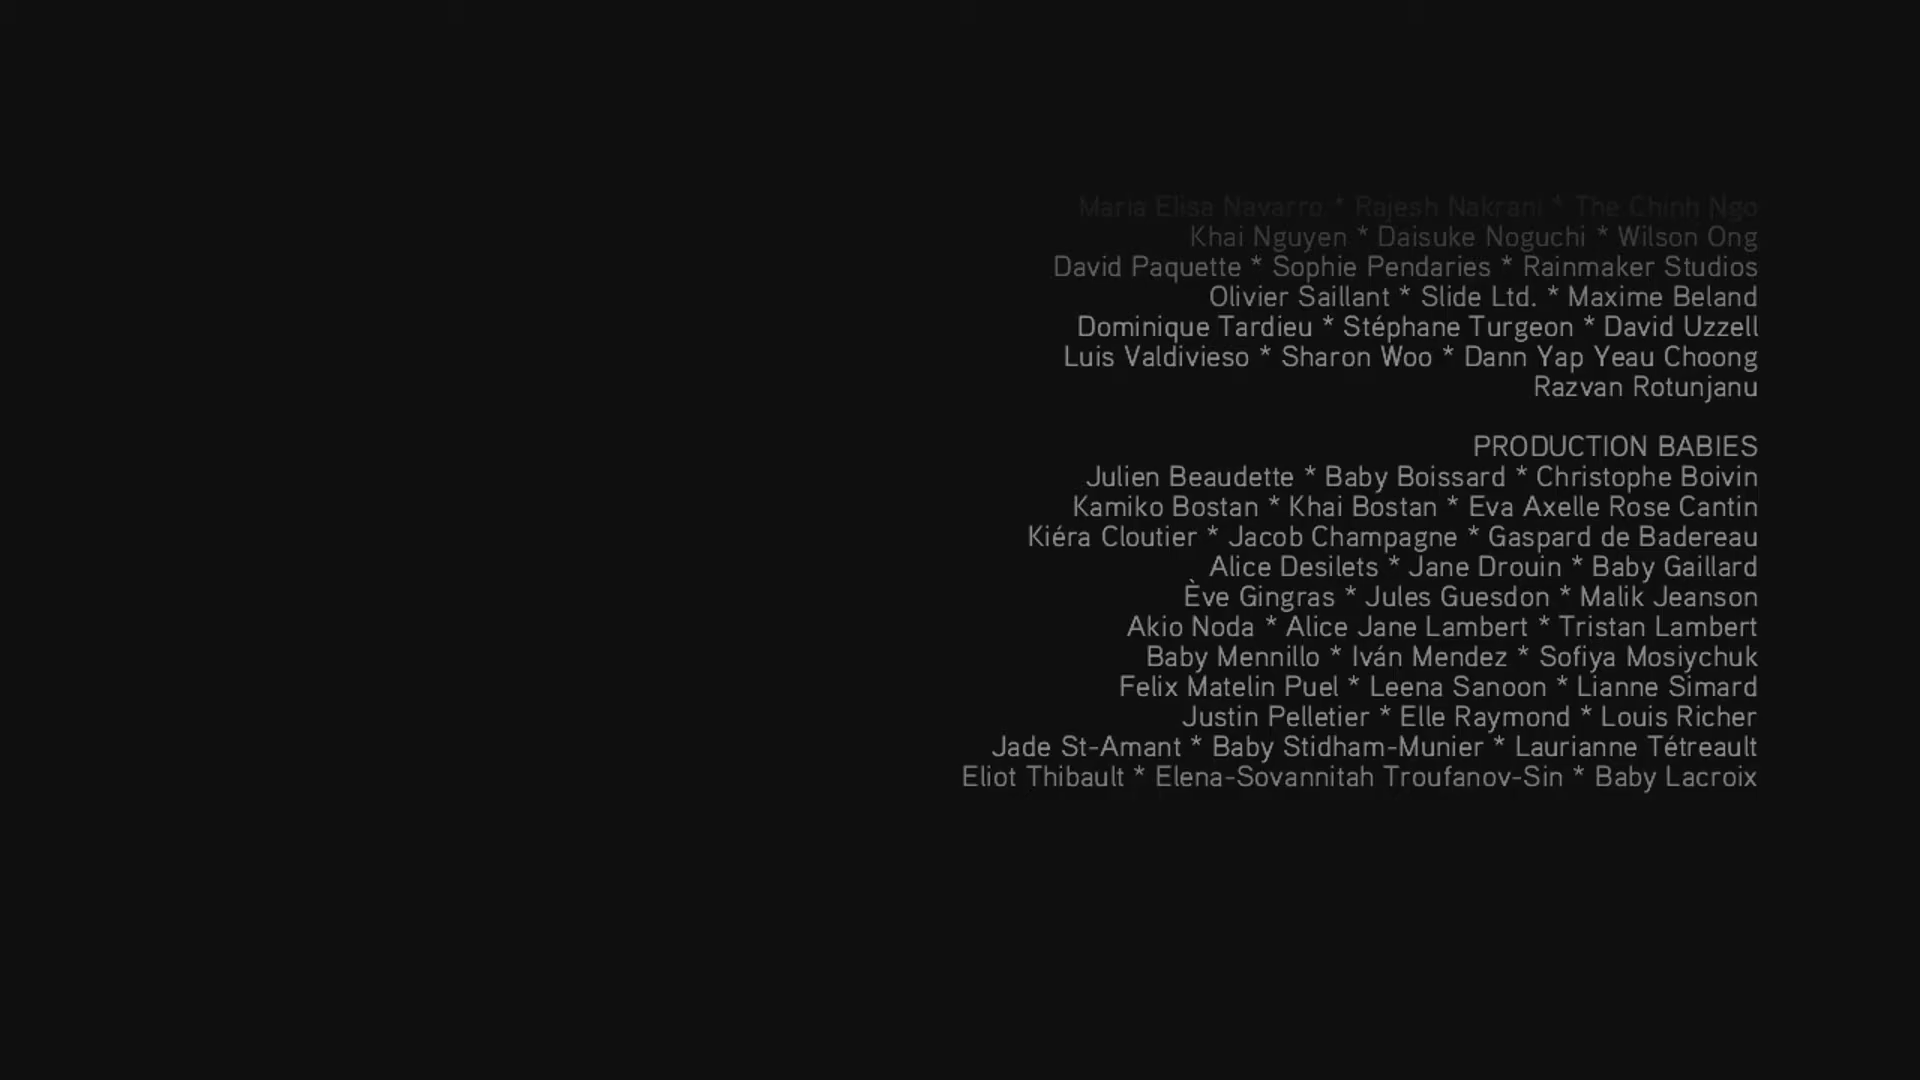 Maria Elisa Navarro * Rajesh Nakrani * The Chinh Ngo
Khai Nguyen * Daisuke Noguchi * Wilson Ong
David Paquette * Sophie Pendaries * Rainmaker Studios
Olivier Saillant * Slide Ltd. * Maxime Beland
Dominique Tardieu * Stéphane Turgeon * David Uzzell
Luis Valdivieso * Sharon Woo * Dann Yap Yeau Choong
Razvan Rotunjanu
PRODUCTION BABIES
Julien Beaudette * Baby Boissard * Christophe Boivin
Kamiko Bostan * Khai Bostan * Eva Axelle Rose Cantin
Kiéra Cloutier * Jacob Champagne * Gaspard de Badereau
Alice Desilets * Jane Drouin * Baby Gaillard
Ève Gingras * Jules Guesdon * Malik Jeanson
Akio Noda * Alice Jane Lambert * Tristan Lambert
Baby Mennillo * Iván Mendez * Sofiya Mosiychuk
Felix Matelin Puel * Leena Sanoon * Lianne Simard
Justin Pelletier * Elle Raymond * Louis Richer
Jade St-Amant * Baby Stidham-Munier * Laurianne Tétreault
Eliot Thibault * Elena-Sovannitah Troufanov-Sin * Baby Lacroix